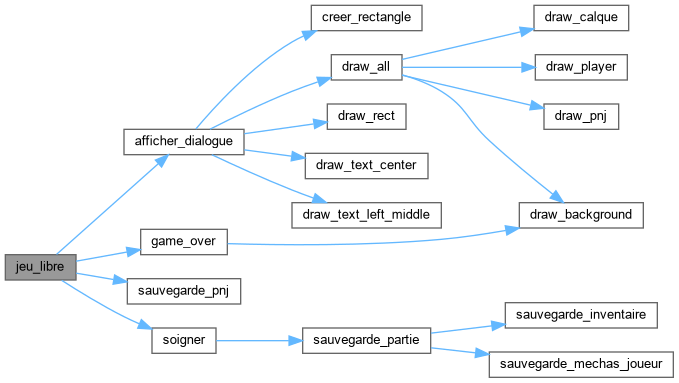 creer_rectangle
draw_calque
draw_all
draw_player
draw_rect
draw_pnj
afficher_dialogue
draw_text_center
draw_text_left_middle
draw_background
game_over
jeu_libre
sauvegarde_pnj
soigner
sauvegarde_partie
sauvegarde_inventaire
sauvegarde_mechas_joueur